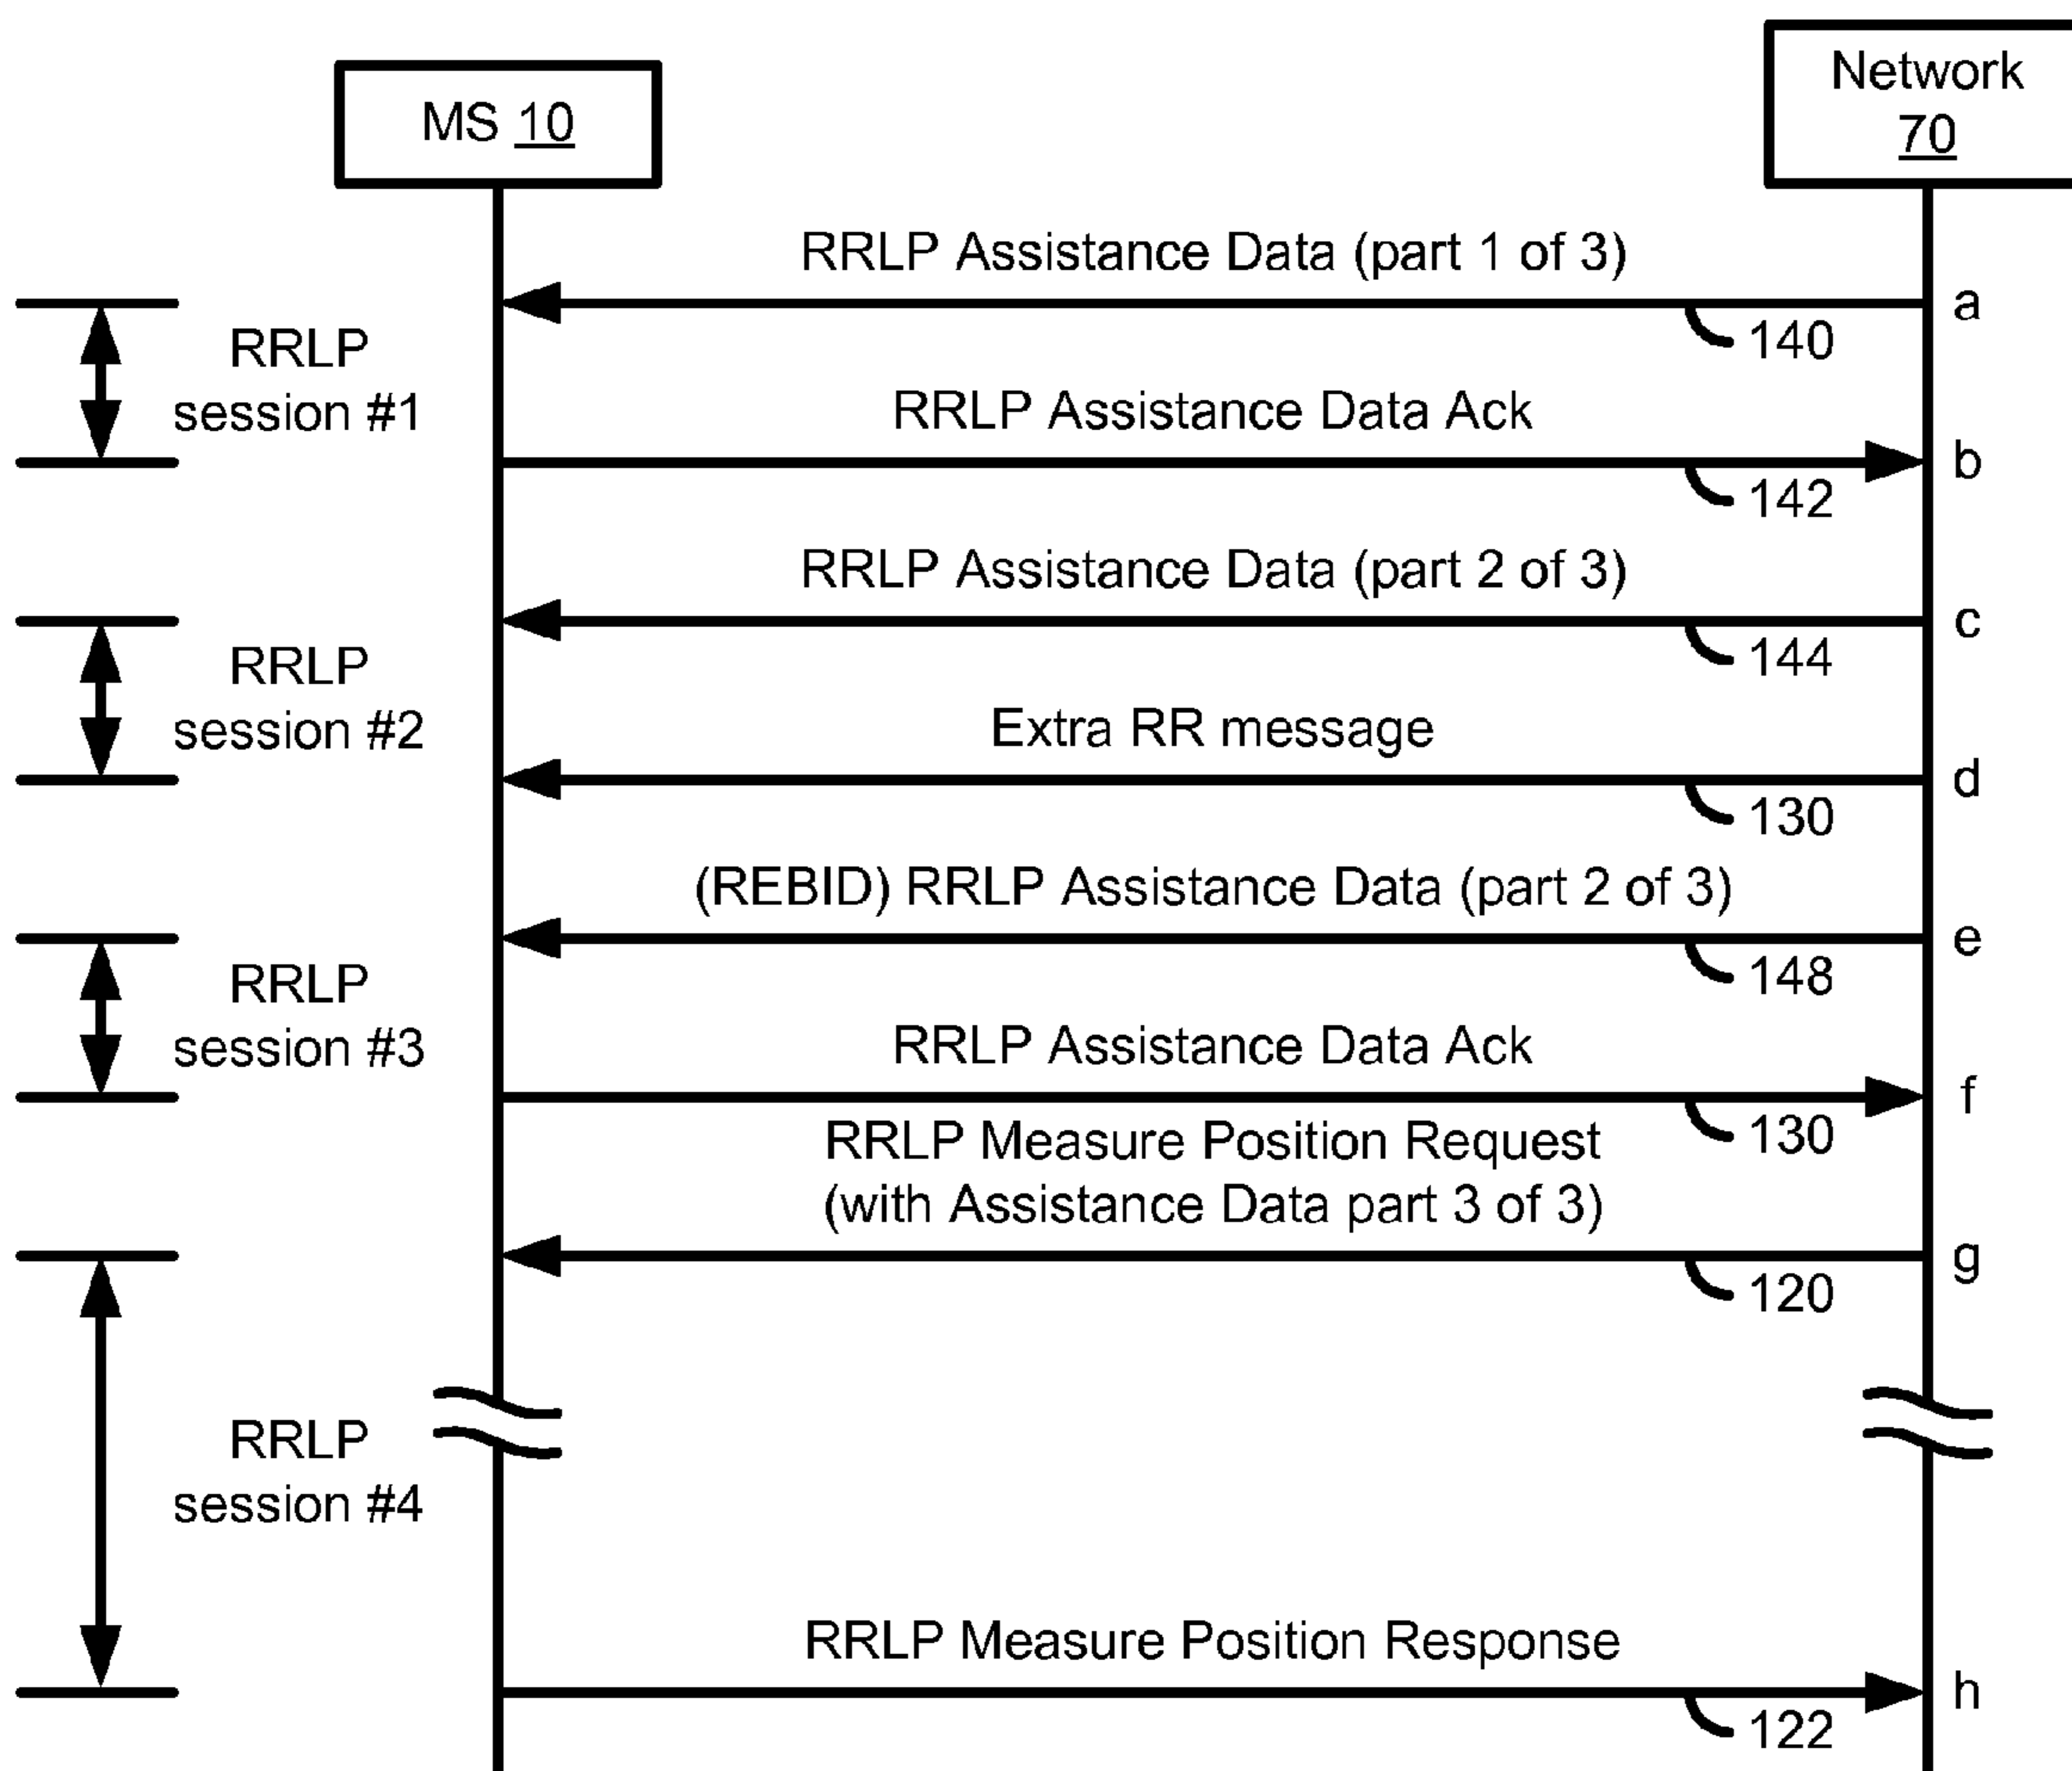 MS 10
Network
70
RRLP Assistance Data (part 1 of 3)
a
140
RRLP
session #1
RRLP Assistance Data Ack
b
142
RRLP Assistance Data (part 2 of 3)
c
144
RRLP
session #2
Extra RR message
d
130
(REBID) RRLP Assistance Data (part 2 of 3)
e
148
RRLP
session #3
RRLP Assistance Data Ack
f
130
RRLP Measure Position Request
(with Assistance Data part 3 of 3)
g
120
RRLP
session #4
RRLP Measure Position Response
h
122